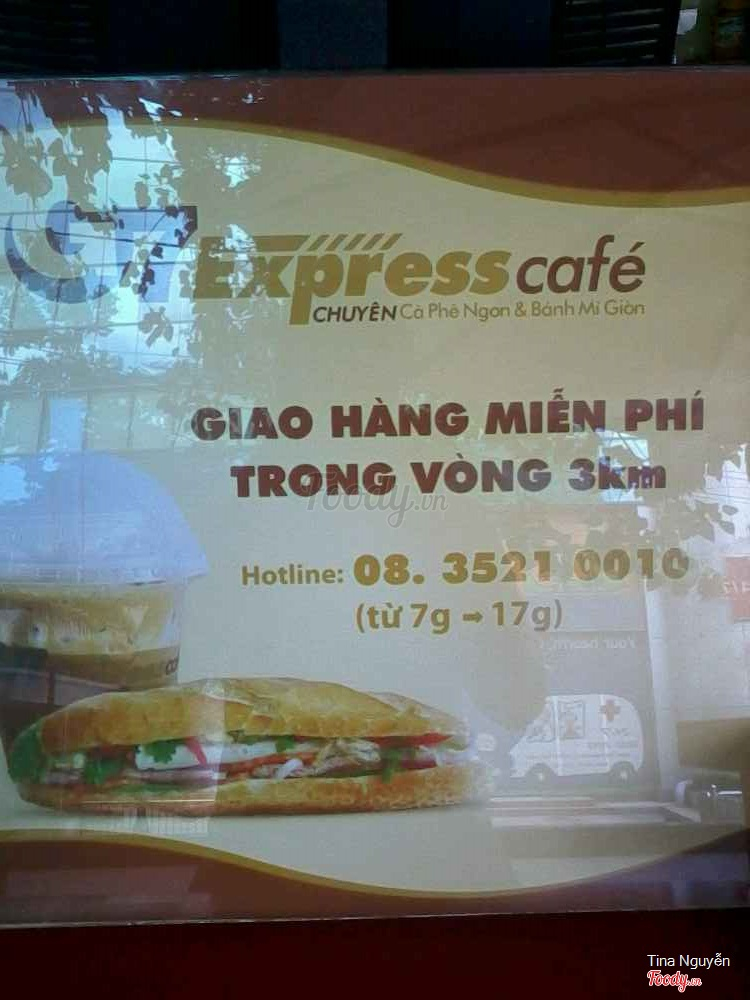 C7 Express café
CHUYÊN Cà Phê Ngon & Bánh Mì Giòn
GIAO HÀNG MIỄN PHÍ
TRONG VÒNG 3km
Foody.vn
Hotline: 08. 3521 0010
(từ 7g → 17g)
Tina Nguyễn
Foody.vn